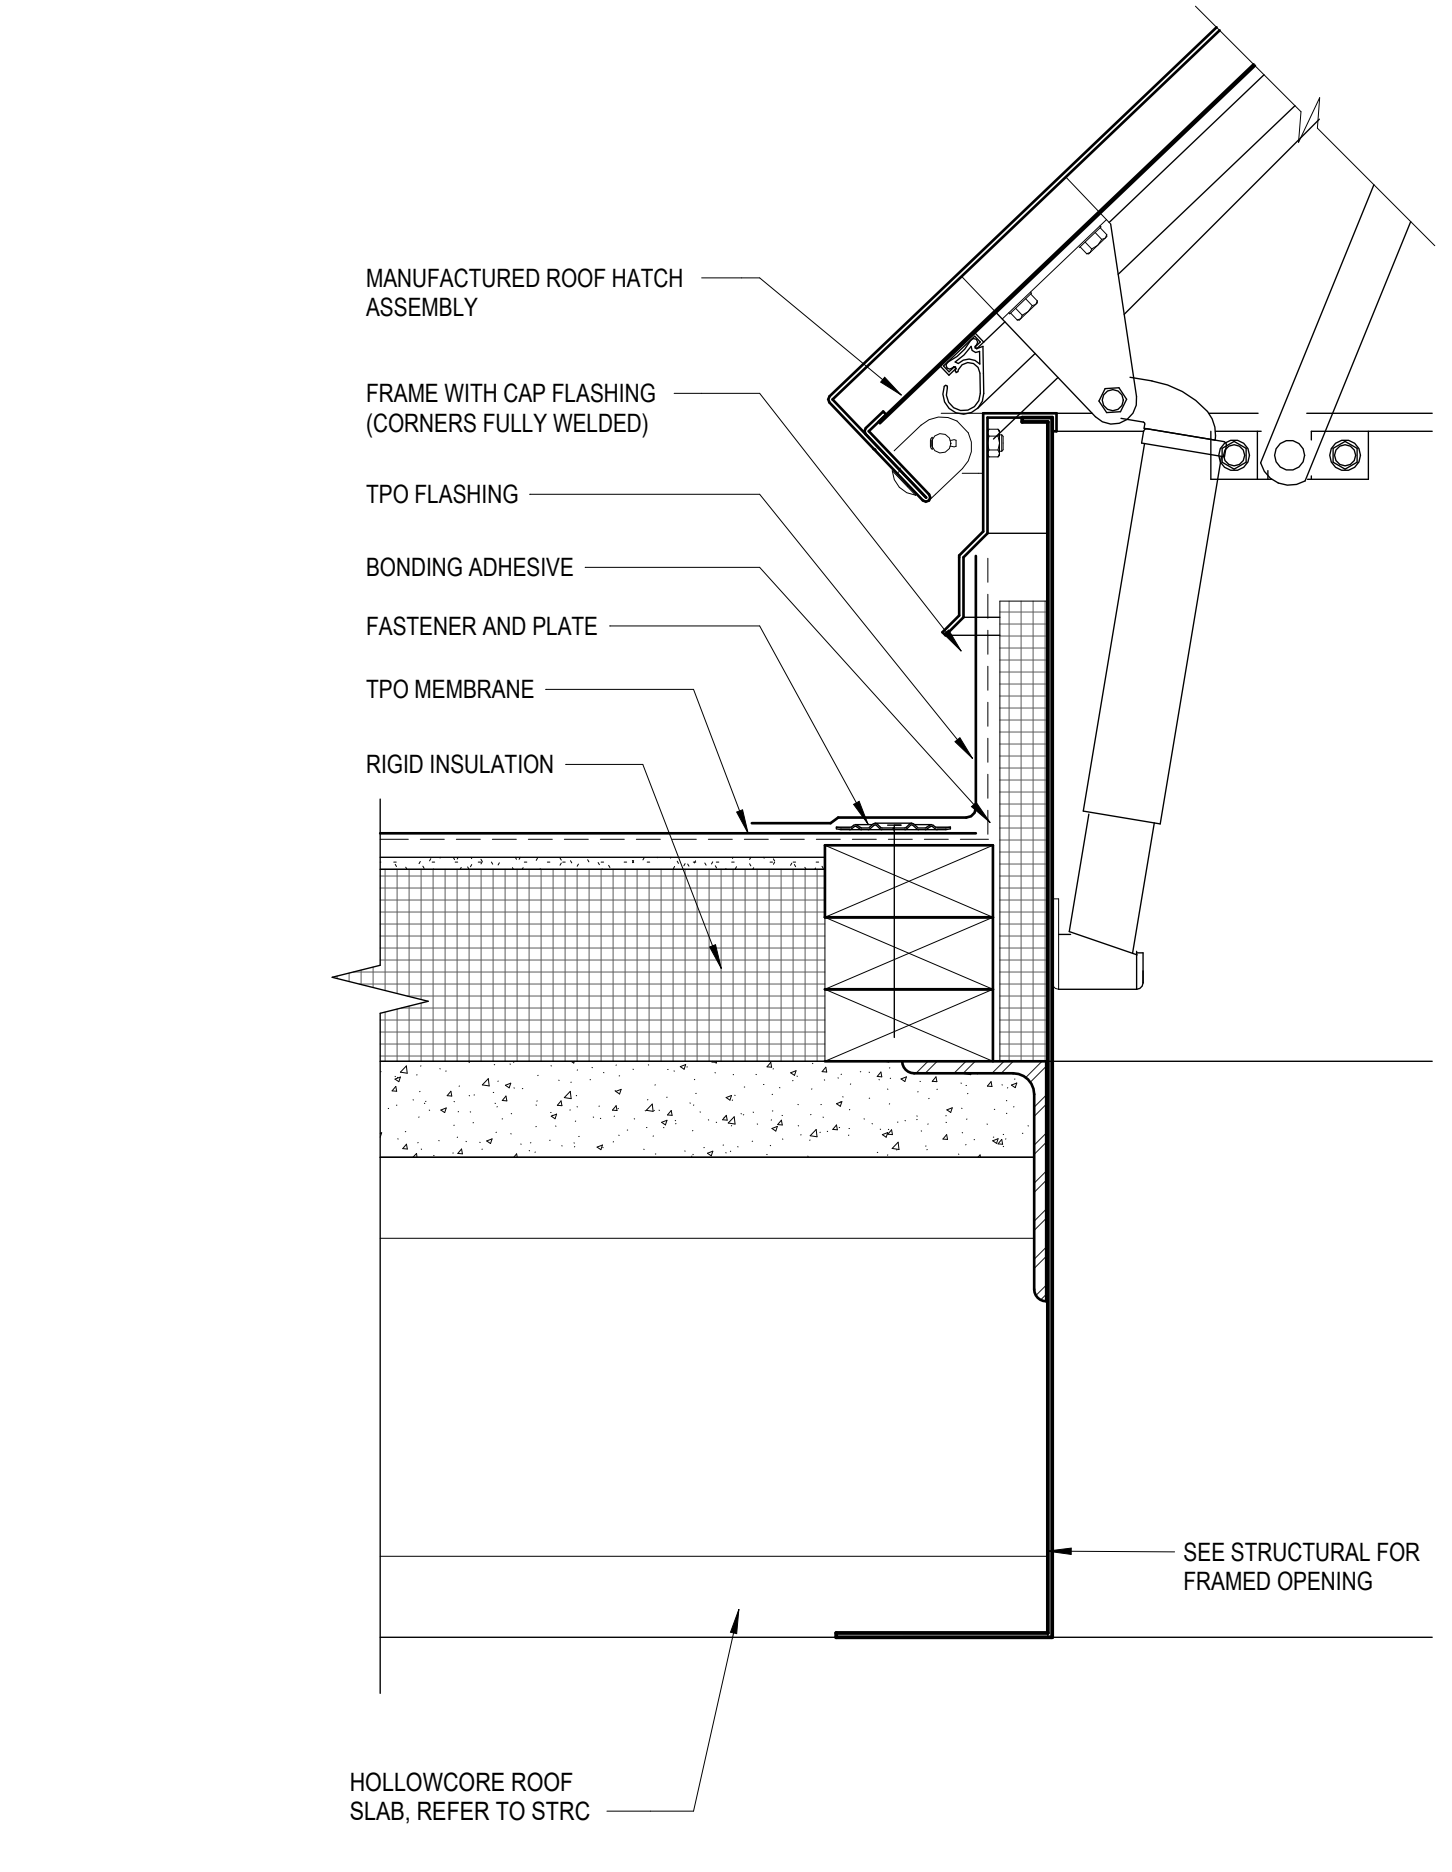 MANUFACTURED ROOF HATCH
ASSEMBLY
FRAME WITH CAP FLASHING
(CORNERS FULLY WELDED)
TPO FLASHING
BONDING ADHESIVE
FASTENER AND PLATE
TPO MEMBRANE
RIGID INSULATION
SEE STRUCTURAL FOR
FRAMED OPENING
HOLLOWCORE ROOF
SLAB, REFER TO STRC